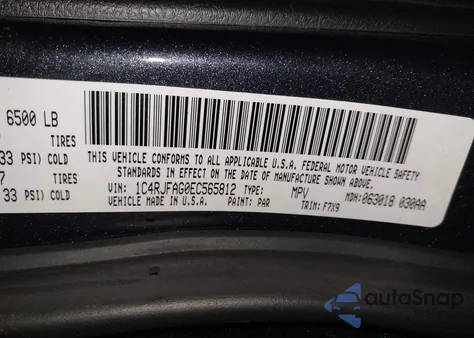 6500 LB
TIRES
33 PSI) COLD
7
TIRES
33 PSI) COLD
THIS VEHICLE CONFORMS TO ALL APPLICABLE U.S.A. FEDERAL MOTOR VEHICLE SAFETY
STANDARDS IN EFFECT ON THE DATE OF MANUFACTURE SHOWN ABOVE.
VIN: 1C4RJFAG0EC565812 TYPE: MPV MDH: 063018 030AA
VEHICLE MADE IN U.S.A. PAINT: PAR TRIM: F7X9
autoSnap